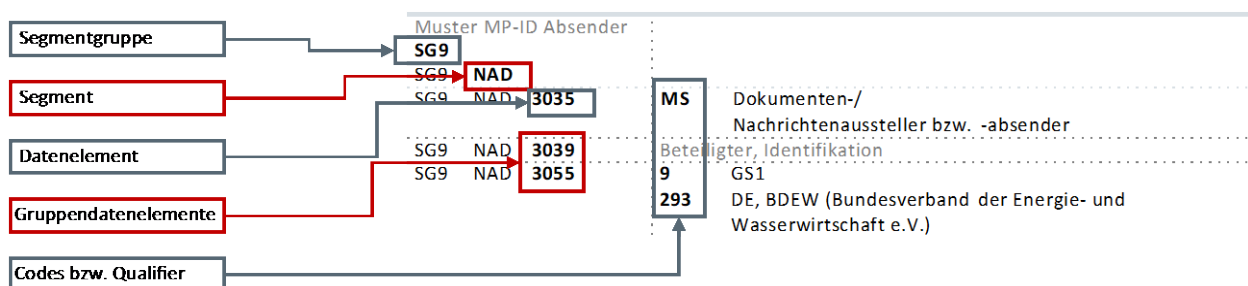 Segmentgruppe
Segment
Datenelement
Gruppendatenelemente
Codes bzw. Qualifier
Muster MP-ID Absender
SG9
SG9 NAD
SG9 NAD 3035 MS Dokumenten-/
Nachrichtenaussteller bzw. -absender
SG9 NAD 3039 Beteiligter, Identifikation
SG9 NAD 3055 9 GS1
293 DE, BDEW (Bundesverband der Energie- und
Wasserwirtschaft e.V.)